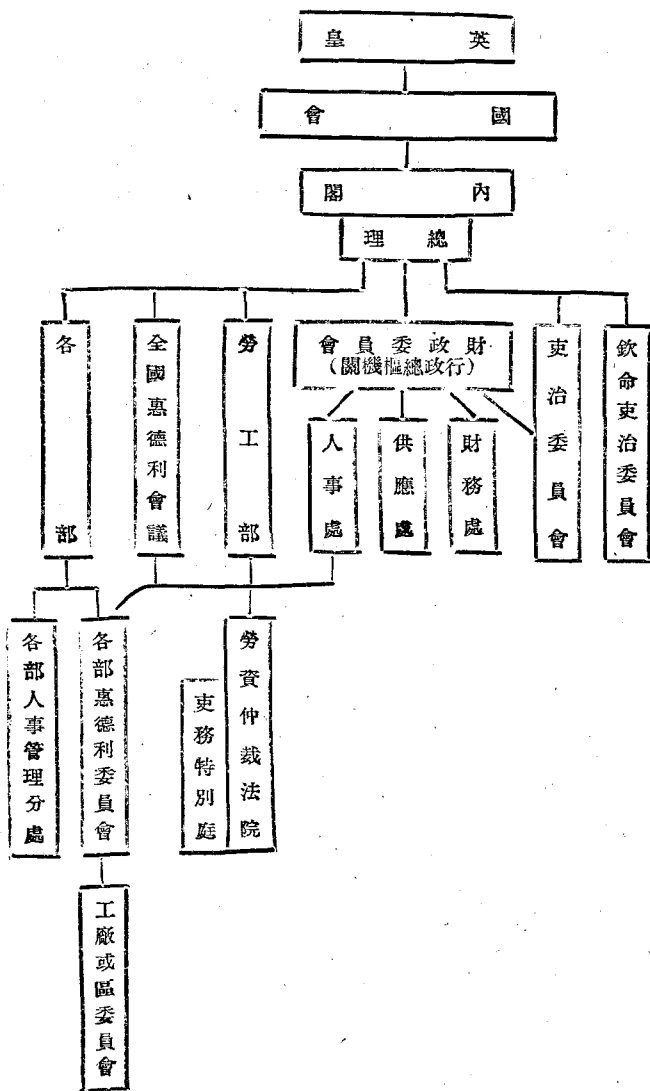 英皇
國會
內閣
總理
欽命吏治委員會
吏治委員會
財政委員會
(行政總樞機關)
勞工部
全國惠德利會議
各部
財務處
供應處
人事處
勞資仲裁法院
吏務特別庭
各部惠德利委員會
各部人事管理分處
工廠或區委員會